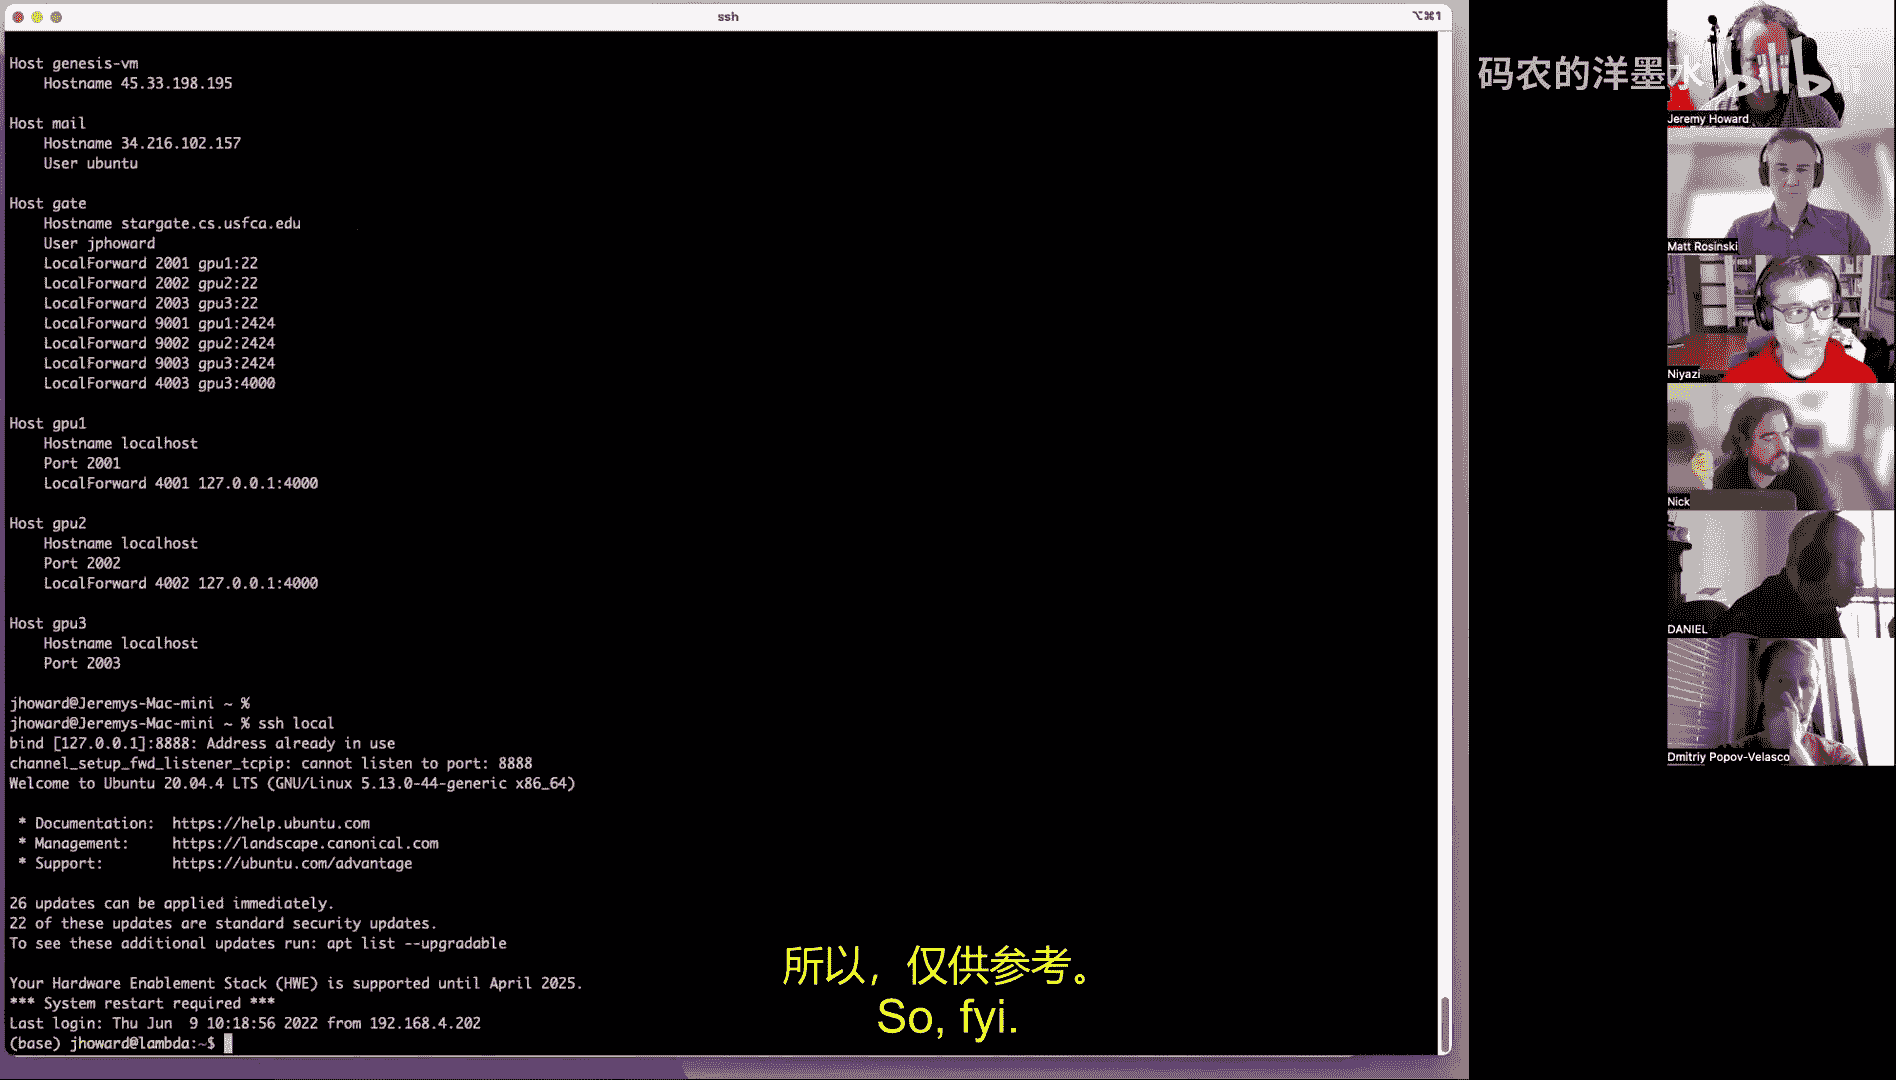 ssh
⌥⌘1
Host genesis-vm
Hostname 45.33.198.195
Host mail
Hostname 34.216.102.157
User ubuntu
Host gate
Hostname stargate.cs.usfca.edu
User jphoward
LocalForward 2001 gpu1:22
LocalForward 2002 gpu2:22
LocalForward 2003 gpu3:22
LocalForward 9001 gpu1:2424
LocalForward 9002 gpu2:2424
LocalForward 9003 gpu3:2424
LocalForward 4003 gpu3:4000
Host gpu1
Hostname localhost
Port 2001
LocalForward 4001 127.0.0.1:4000
Host gpu2
Hostname localhost
Port 2002
LocalForward 4002 127.0.0.1:4000
Host gpu3
Hostname localhost
Port 2003
jhoward@Jeremys-Mac-mini ~ %
jhoward@Jeremys-Mac-mini ~ % ssh local
bind [127.0.0.1]:8888: Address already in use
channel_setup_fwd_listener_tcpip: cannot listen to port: 8888
Welcome to Ubuntu 20.04.4 LTS (GNU/Linux 5.13.0-44-generic x86_64)
* Documentation: https://help.ubuntu.com
* Management: https://landscape.canonical.com
* Support: https://ubuntu.com/advantage
26 updates can be applied immediately.
22 of these updates are standard security updates.
To see these additional updates run: apt list --upgradable
Your Hardware Enablement Stack (HWE) is supported until April 2025.
*** System restart required ***
Last login: Thu Jun 9 10:18:56 2022 from 192.168.4.202
(base) jhoward@lambda:~$
所以，仅供参考。
So, fyi.
码农的洋墨水 bilibili
Jeremy Howard
Matt Rosinski
Niyazi
Nick
DANIEL
Dmitriy Popov-Velasco